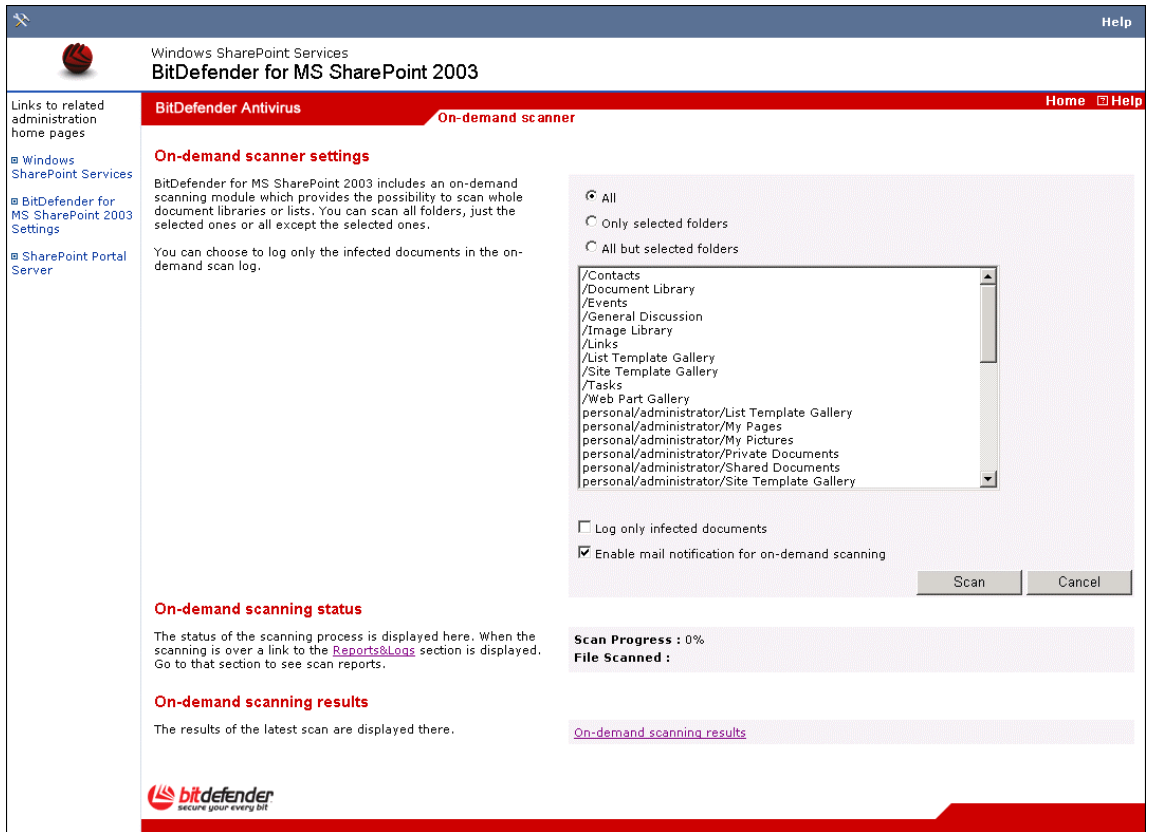 Help
Windows SharePoint Services
BitDefender for MS SharePoint 2003
Links to related
administration
home pages
Windows
SharePoint Services
BitDefender for
MS SharePoint 2003
Settings
SharePoint Portal
Server
BitDefender Antivirus
On-demand scanner
Home ? Help
On-demand scanner settings
BitDefender for MS SharePoint 2003 includes an on-demand
scanning module which provides the possibility to scan whole
document libraries or lists. You can scan all folders, just the
selected ones or all except the selected ones.
You can choose to log only the infected documents in the on-
demand scan log.
All
Only selected folders
All but selected folders
/Contacts
/Document Library
/Events
/General Discussion
/Image Library
/Links
/List Template Gallery
/Site Template Gallery
/Tasks
/Web Part Gallery
personal/administrator/List Template Gallery
personal/administrator/My Pages
personal/administrator/My Pictures
personal/administrator/Private Documents
personal/administrator/Shared Documents
personal/administrator/Site Template Gallery
Log only infected documents
Enable mail notification for on-demand scanning
Scan Cancel
On-demand scanning status
The status of the scanning process is displayed here. When the
scanning is over a link to the Reports&Logs section is displayed.
Go to that section to see scan reports.
Scan Progress : 0%
File Scanned :
On-demand scanning results
The results of the latest scan are displayed there.
On-demand scanning results
bitdefender
secure your every bit